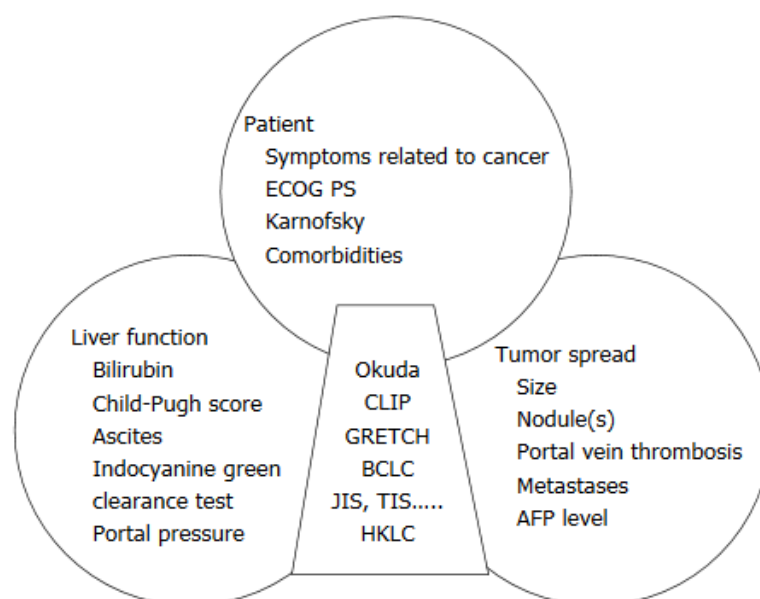 Patient
Symptoms related to cancer
ECOG PS
Karnofsky
Comorbidities
Liver function
Bilirubin
Child-Pugh score
Ascites
Indocyanine green
clearance test
Portal pressure
Okuda
CLIP
GRETCH
BCLC
JIS, TIS.....
HKLC
Tumor spread
Size
Nodule(s)
Portal vein thrombosis
Metastases
AFP level